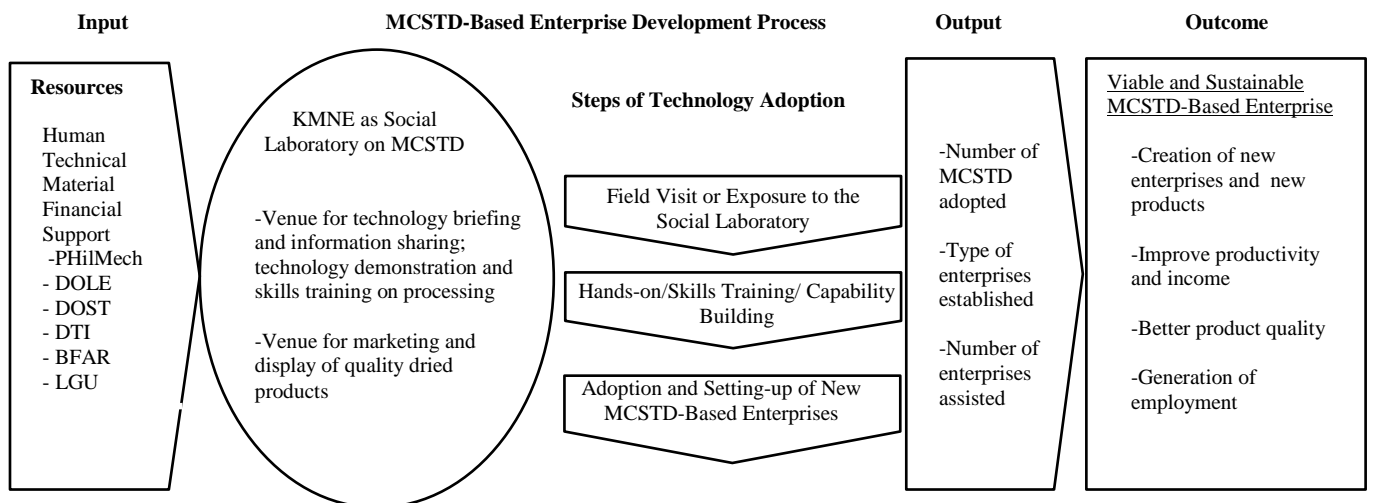 Input
MCSTD-Based Enterprise Development Process
Output
Outcome
Resources
Human
Technical
Material
Financial
Support
-PHilMech
- DOLE
- DOST
- DTI
- BFAR
- LGU
KMNE as Social
Laboratory on MCSTD
-Venue for technology briefing
and information sharing;
technology demonstration and
skills training on processing
-Venue for marketing and
display of quality dried
products
Steps of Technology Adoption
Field Visit or Exposure to the
Social Laboratory
Hands-on/Skills Training/ Capability
Building
Adoption and Setting-up of New
MCSTD-Based Enterprises
-Number of
MCSTD
adopted
-Type of
enterprises
established
-Number of
enterprises
assisted
Viable and Sustainable
MCSTD-Based Enterprise
-Creation of new
enterprises and new
products
-Improve productivity
and income
-Better product quality
-Generation of
employment